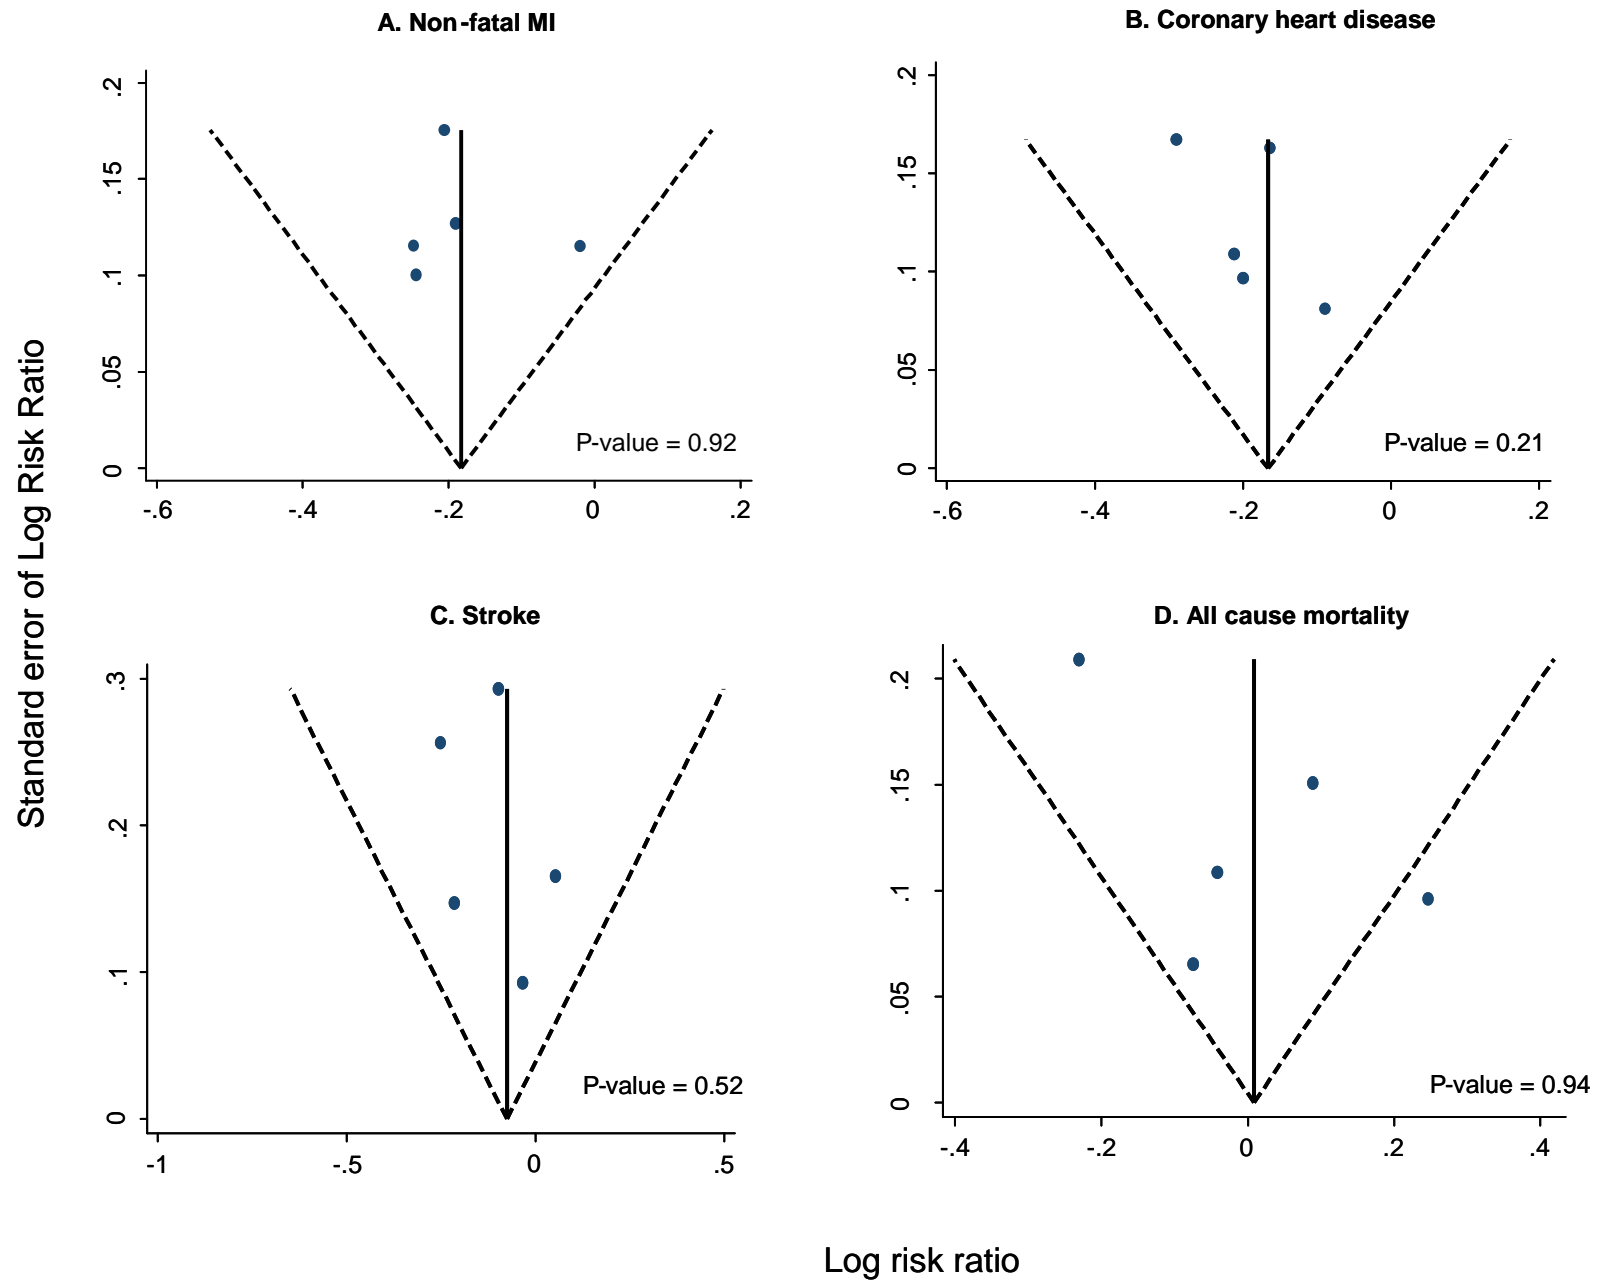 A. Non-fatal MI
.2
.15
.1
.05
0
P-value = 0.92
-.6 -.4 -.2 0 .2
B. Coronary heart disease
.2
.15
.1
.05
0
P-value = 0.21
-.6 -.4 -.2 0 .2
Standard error of Log Risk Ratio
C. Stroke
.3
.2
.1
0
P-value = 0.52
-1 -.5 0 .5
D. All cause mortality
.2
.15
.1
.05
0
P-value = 0.94
-.4 -.2 0 .2 .4
Log risk ratio